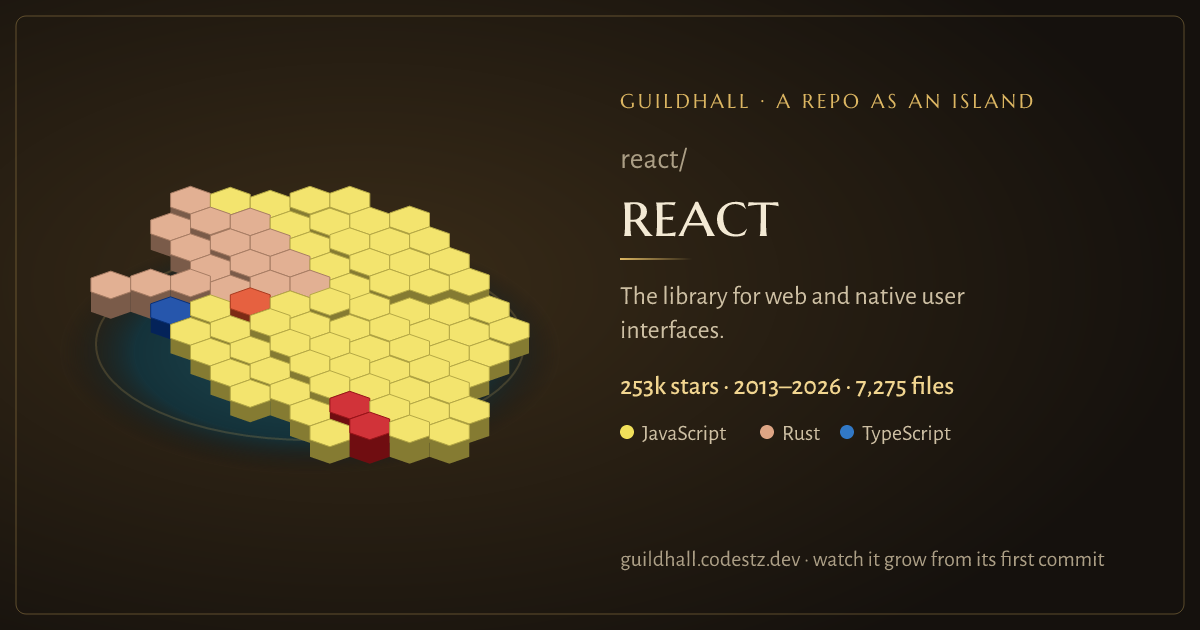 GUILDHALL · A REPO AS AN ISLAND
react/
REACT
The library for web and native user
interfaces.
253k stars · 2013–2026 · 7,275 files
JavaScript Rust TypeScript
guildhall.codestz.dev · watch it grow from its first commit